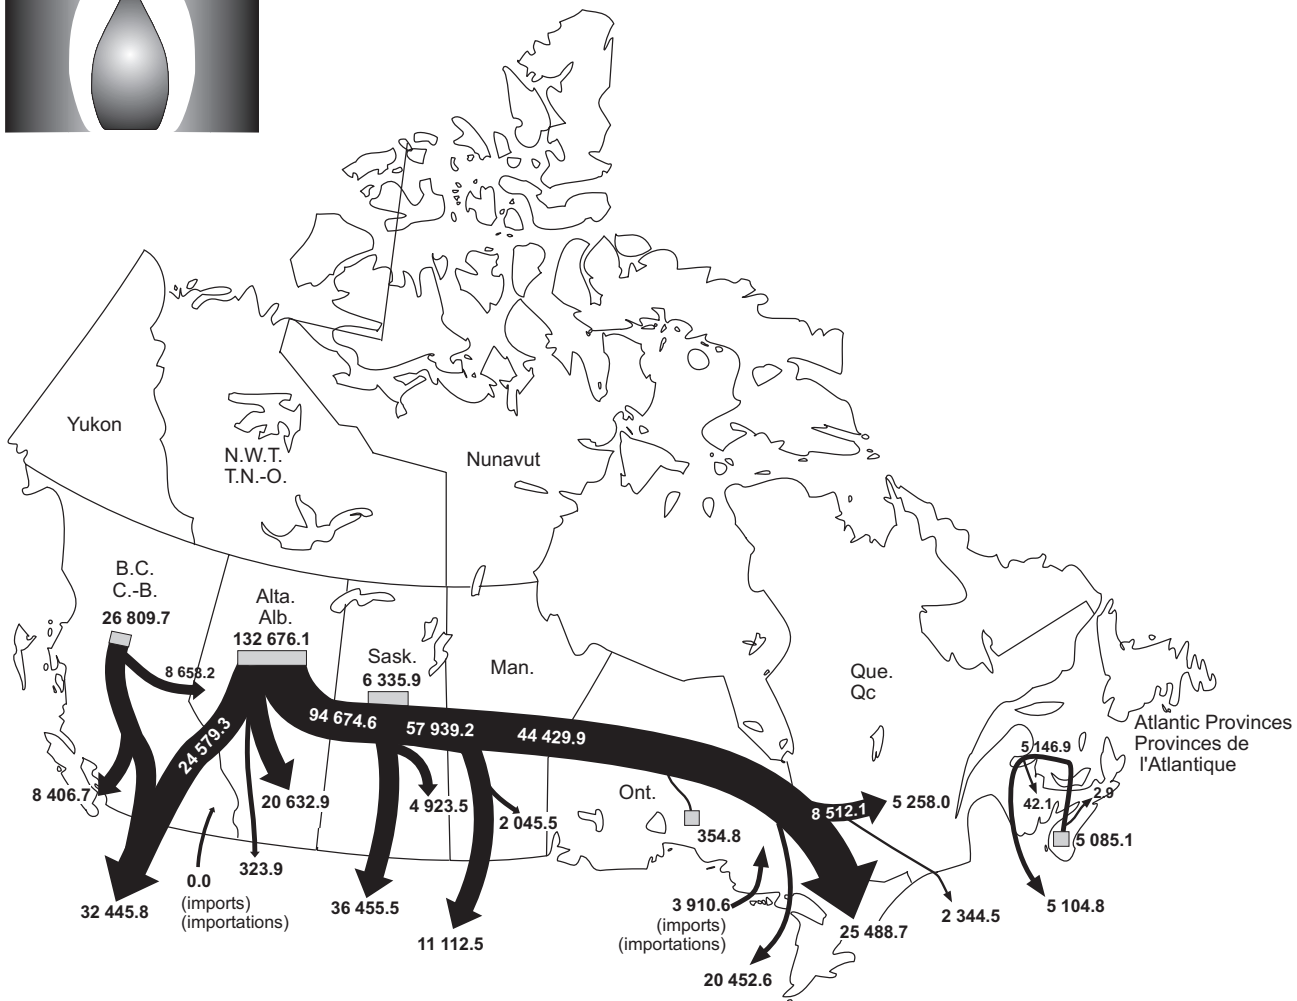 Yukon
N.W.T.
T.N.-O.
Nunavut
B.C.
C.-B.
26 809.7
Alta.
Alb.
132 676.1
Sask.
6 335.9
Man.
Que.
Qc
8 658.2
94 674.6
57 939.2
44 429.9
24 579.3
Atlantic Provinces
Provinces de
l'Atlantique
5 146.9
8 406.7
20 632.9
4 923.5
2 045.5
Ont.
354.8
8 512.1
5 258.0
42.1
2.9
5 085.1
323.9
0.0
(imports)
(importations)
32 445.8
36 455.5
11 112.5
3 910.6
(imports)
(importations)
20 452.6
25 488.7
2 344.5
5 104.8